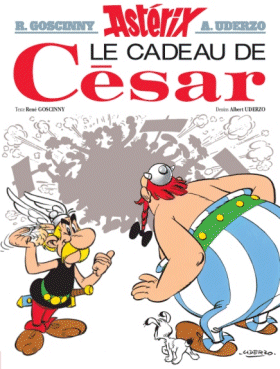 R. GOSCINNY Astérix A. UDERZO
LE CADEAU DE
César
Texte René GOSCINNY Dessins Albert UDERZO
UDERZO